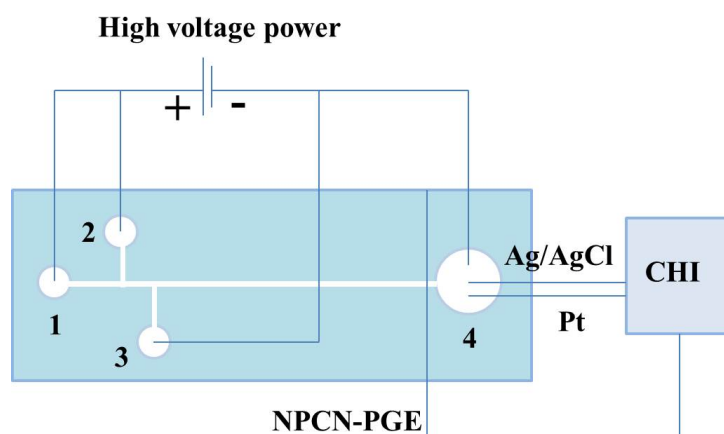 High voltage power
+ -
2
Ag/AgCl
CHI
1
3
Pt
4
NPCN-PGE